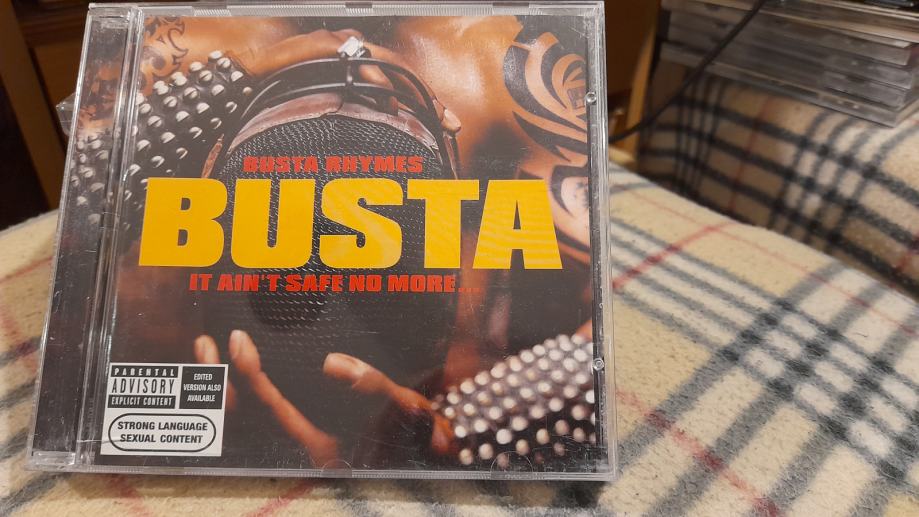 BUSTA RHYMES
BUSTA
IT AIN'T SAFE NO MORE...
PARENTAL
ADVISORY
EXPLICIT CONTENT
EDITED
VERSION ALSO
AVAILABLE
STRONG LANGUAGE
SEXUAL CONTENT